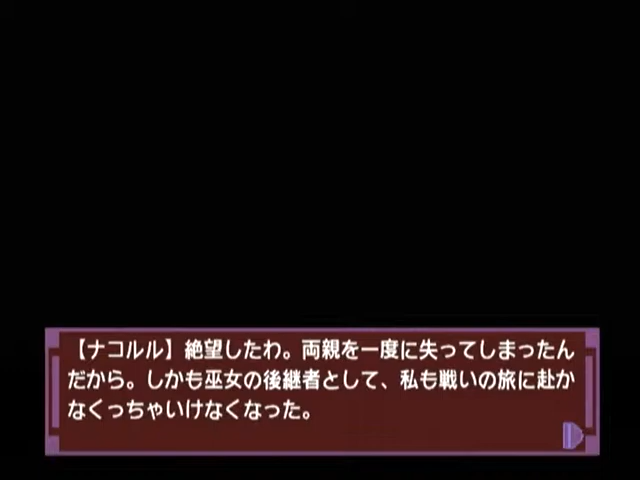 【ナコルル】絶望したわ。両親を一度に失ってしまったん
だから。しかも巫女の後継者として、私も戦いの旅に赴か
なくっちゃいけなくなった。